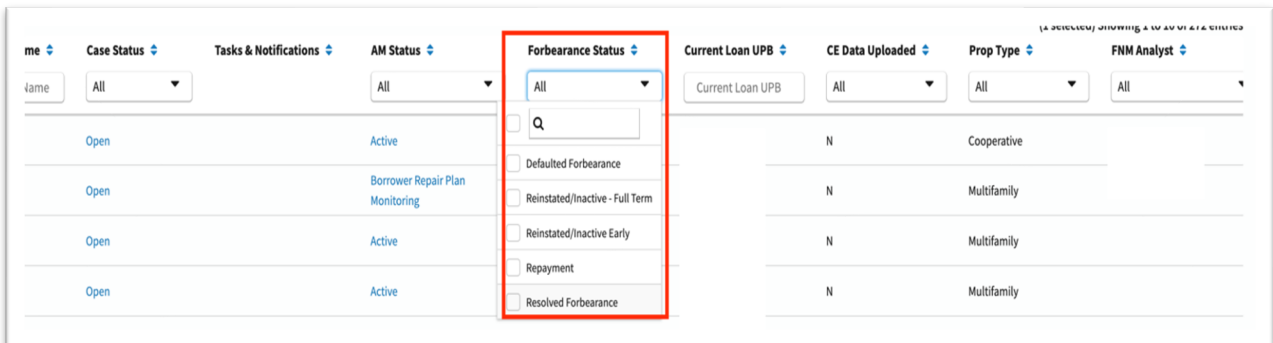 (1 selected) Showing 1 to 10 of 272 entries
me Case Status Tasks & Notifications AM Status Forbearance Status Current Loan UPB CE Data Uploaded Prop Type FNM Analyst
Name All All All Current Loan UPB All All All
Open Active N Cooperative
Defaulted Forbearance
Open Borrower Repair Plan Monitoring N Multifamily
Reinstated/Inactive - Full Term
Open Active N Multifamily
Reinstated/Inactive Early
Repayment
Open Active N Multifamily
Resolved Forbearance